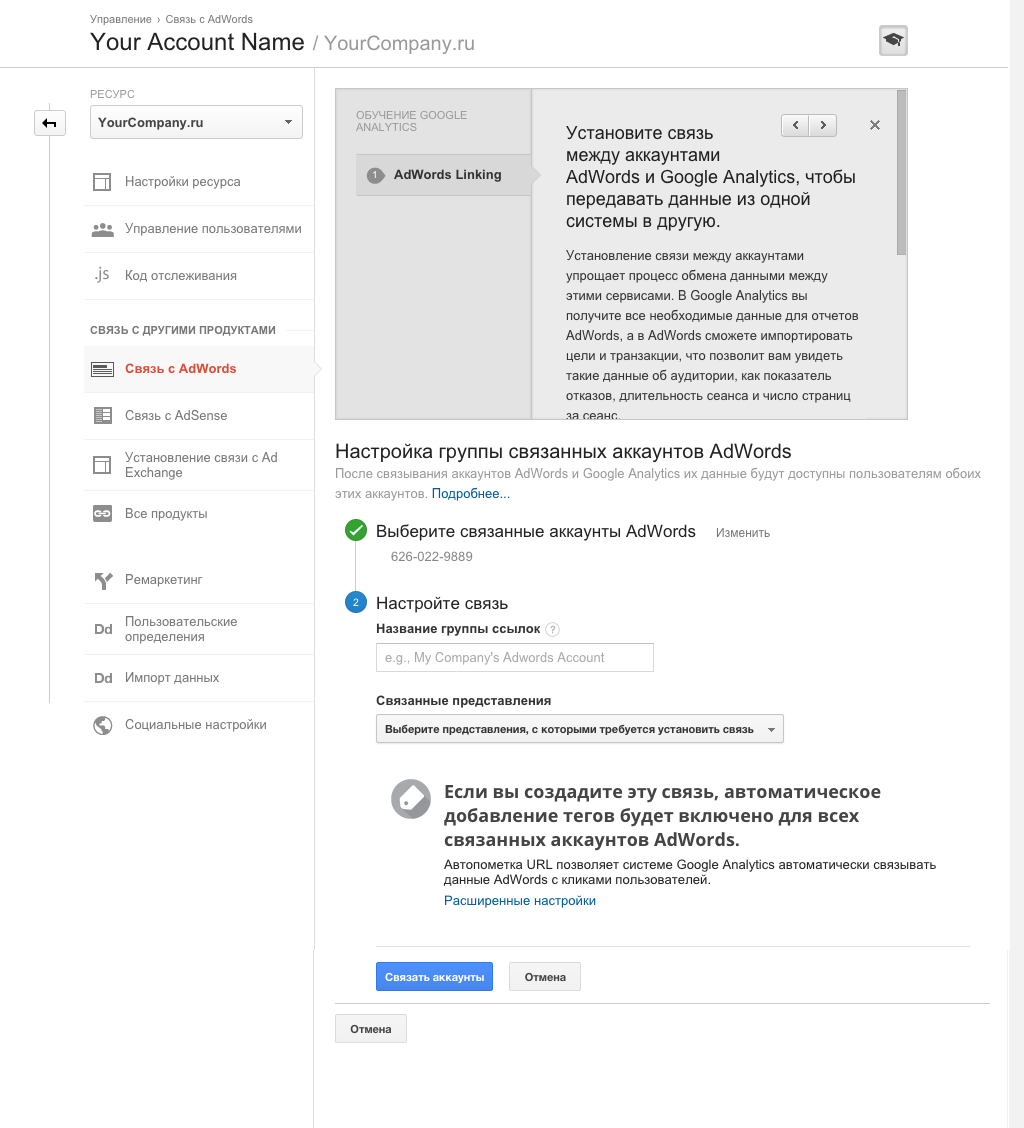 Управление › Связь с AdWords
Your Account Name / YourCompany.ru
РЕСУРС
YourCompany.ru
Настройки ресурса
Управление пользователями
.js Код отслеживания
СВЯЗЬ С ДРУГИМИ ПРОДУКТАМИ
Связь с AdWords
Связь с AdSense
Установление связи с Ad
Exchange
Все продукты
Ремаркетинг
Dd Пользовательские
определения
Dd Импорт данных
Социальные настройки
ОБУЧЕНИЕ GOOGLE
ANALYTICS
1 AdWords Linking
Установите связь
между аккаунтами
AdWords и Google Analytics, чтобы
передавать данные из одной
системы в другую.
Установление связи между аккаунтами
упрощает процесс обмена данными между
этими сервисами. В Google Analytics вы
получите все необходимые данные для отчетов
AdWords, а в AdWords сможете импортировать
цели и транзакции, что позволит вам увидеть
такие данные об аудитории, как показатель
отказов, длительность сеанса и число страниц
за сеанс.
Настройка группы связанных аккаунтов AdWords
После связывания аккаунтов AdWords и Google Analytics их данные будут доступны пользователям обоих
этих аккаунтов. Подробнее...
Выберите связанные аккаунты AdWords Изменить
626-022-9889
2 Настройте связь
Название группы ссылок ?
e.g., My Company's Adwords Account
Связанные представления
Выберите представления, с которыми требуется установить связь
Если вы создадите эту связь, автоматическое
добавление тегов будет включено для всех
связанных аккаунтов AdWords.
Автопометка URL позволяет системе Google Analytics автоматически связывать
данные AdWords с кликами пользователей.
Расширенные настройки
Связать аккаунты Отмена
Отмена